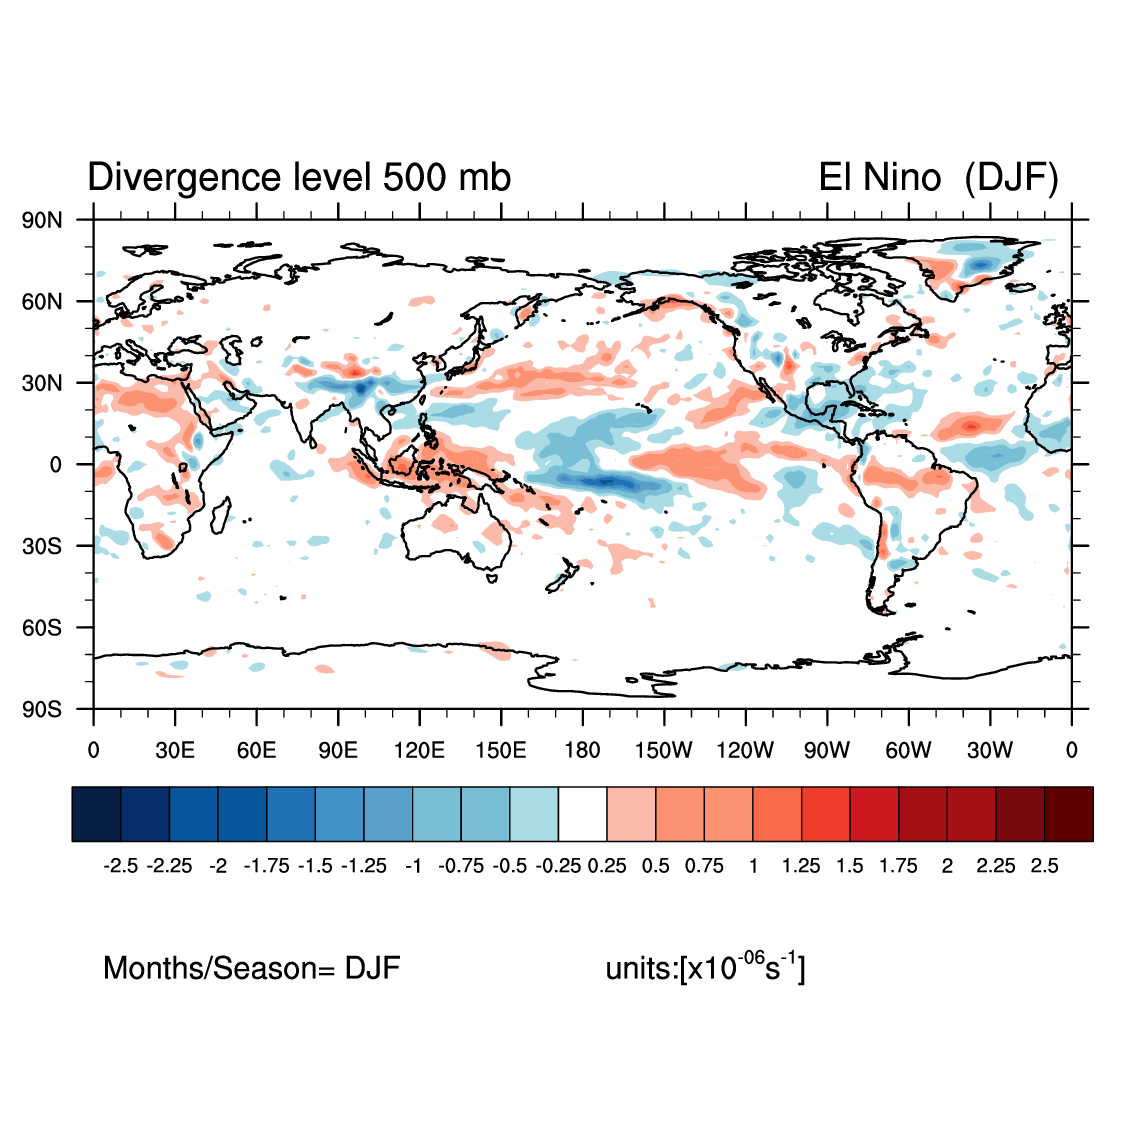 Divergence level 500 mb El Nino (DJF)
90N
60N
30N
0
30S
60S
90S
0 30E 60E 90E 120E 150E 180 150W 120W 90W 60W 30W 0
-2.5 -2.25 -2 -1.75 -1.5 -1.25 -1 -0.75 -0.5 -0.25 0.25 0.5 0.75 1 1.25 1.5 1.75 2 2.25 2.5
Months/Season= DJF units:[x10-06s-1]